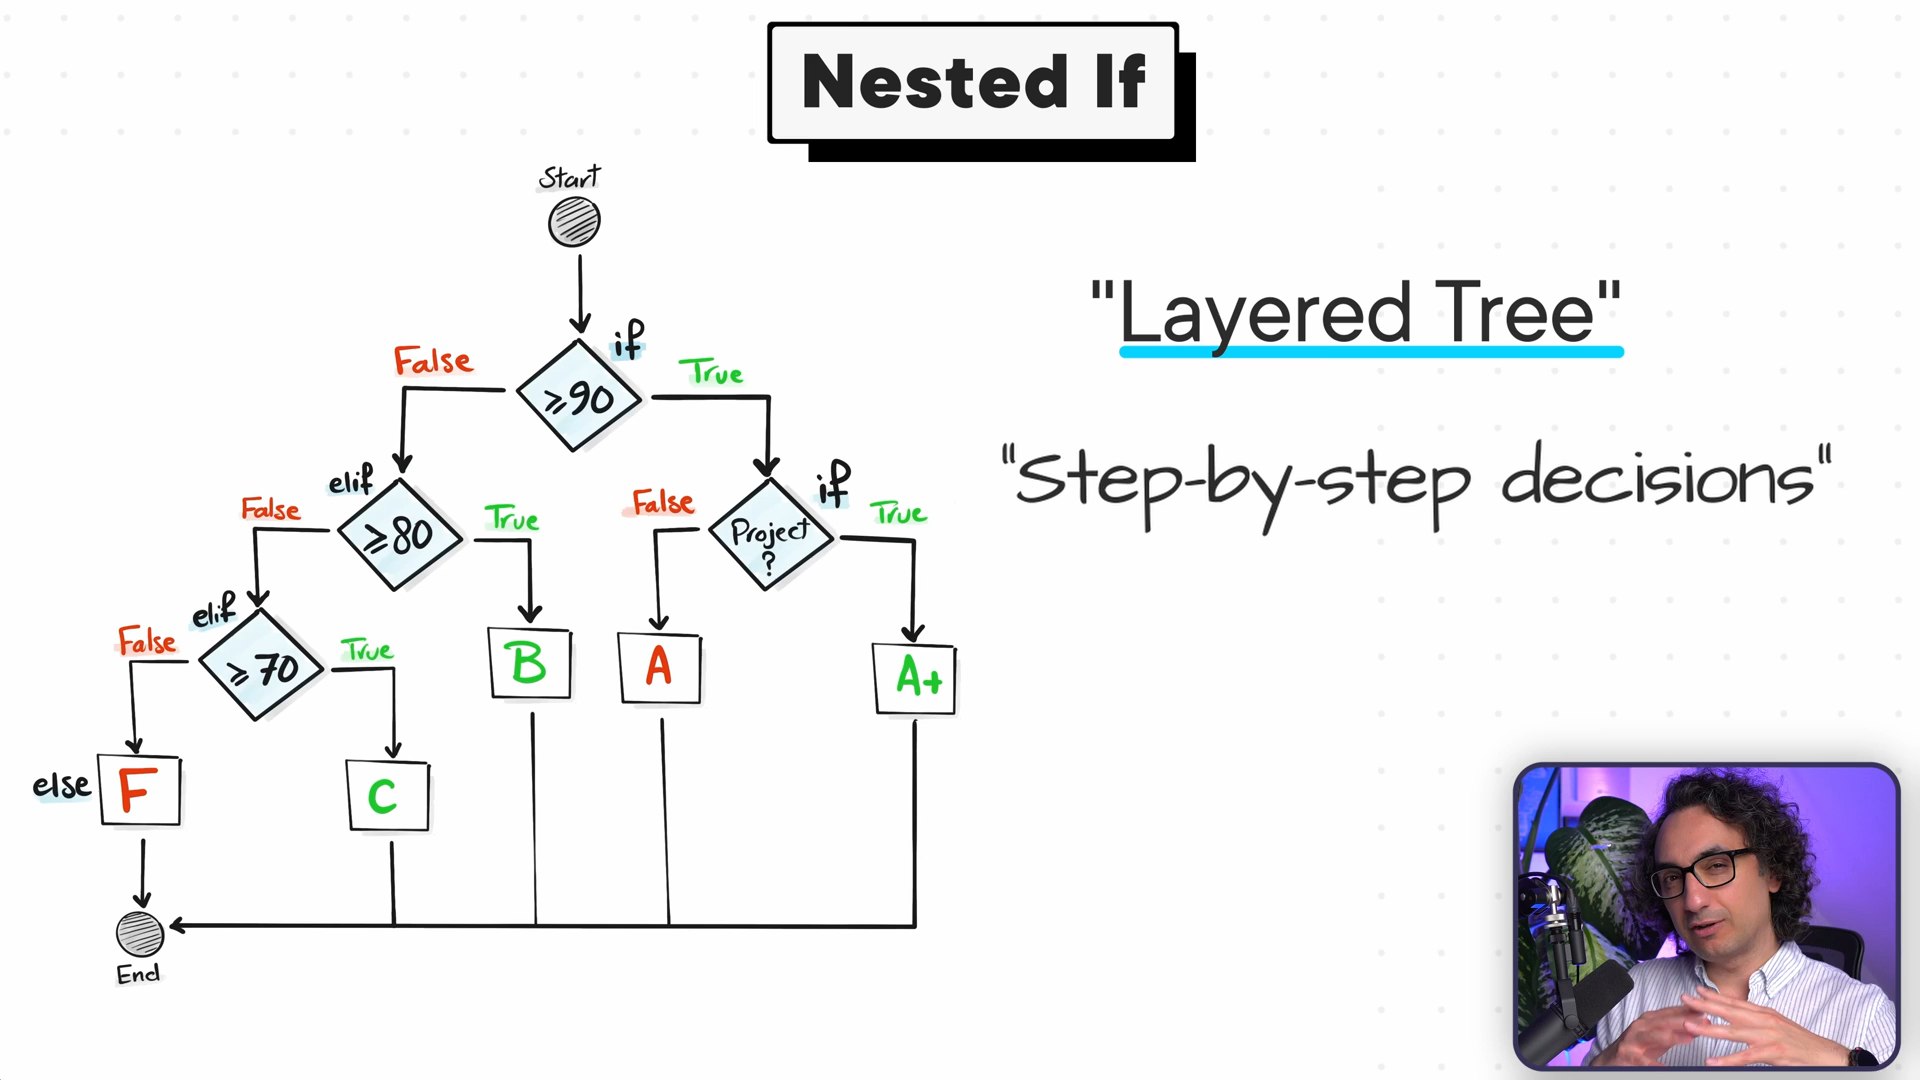 Nested If
Start
if
≥90
False
True
"Layered Tree"
"Step-by-step decisions"
elif
≥80
False
True
if
Project
?
False
True
elif
≥70
False
True
B
A
A+
else
F
C
End